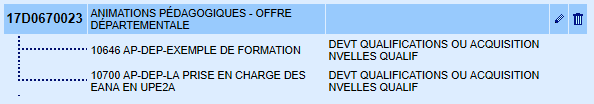 17D0670023 ANIMATIONS PÉDAGOGIQUES - OFFRE
DÉPARTEMENTALE
10646 AP-DEP-EXEMPLE DE FORMATION DEVT QUALIFICATIONS OU ACQUISITION
NVELLES QUALIF
10700 AP-DEP-LA PRISE EN CHARGE DES DEVT QUALIFICATIONS OU ACQUISITION
EANA EN UPE2A NVELLES QUALIF